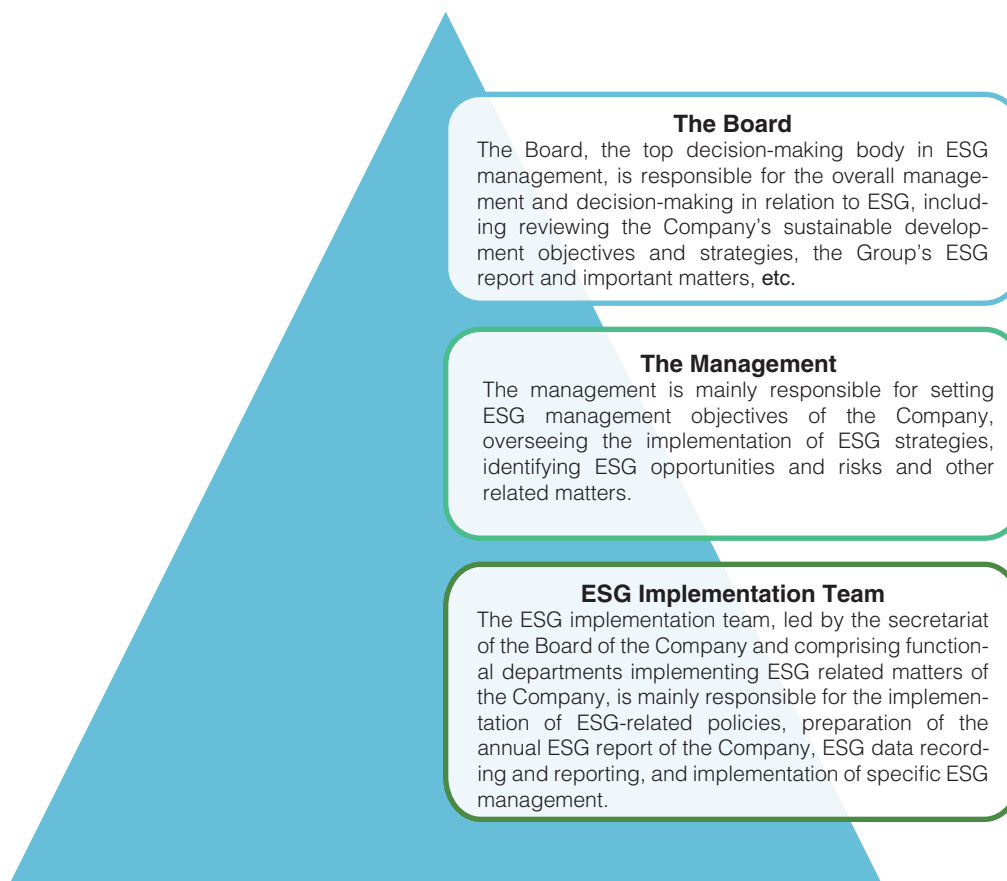 The Board
The Board, the top decision-making body in ESG
management, is responsible for the overall manage-
ment and decision-making in relation to ESG, includ-
ing reviewing the Company’s sustainable develop-
ment objectives and strategies, the Group’s ESG
report and important matters, etc.
The Management
The management is mainly responsible for setting
ESG management objectives of the Company,
overseeing the implementation of ESG strategies,
identifying ESG opportunities and risks and other
related matters.
ESG Implementation Team
The ESG implementation team, led by the secretariat
of the Board of the Company and comprising function-
al departments implementing ESG related matters of
the Company, is mainly responsible for the implemen-
tation of ESG-related policies, preparation of the
annual ESG report of the Company, ESG data record-
ing and reporting, and implementation of specific ESG
management.